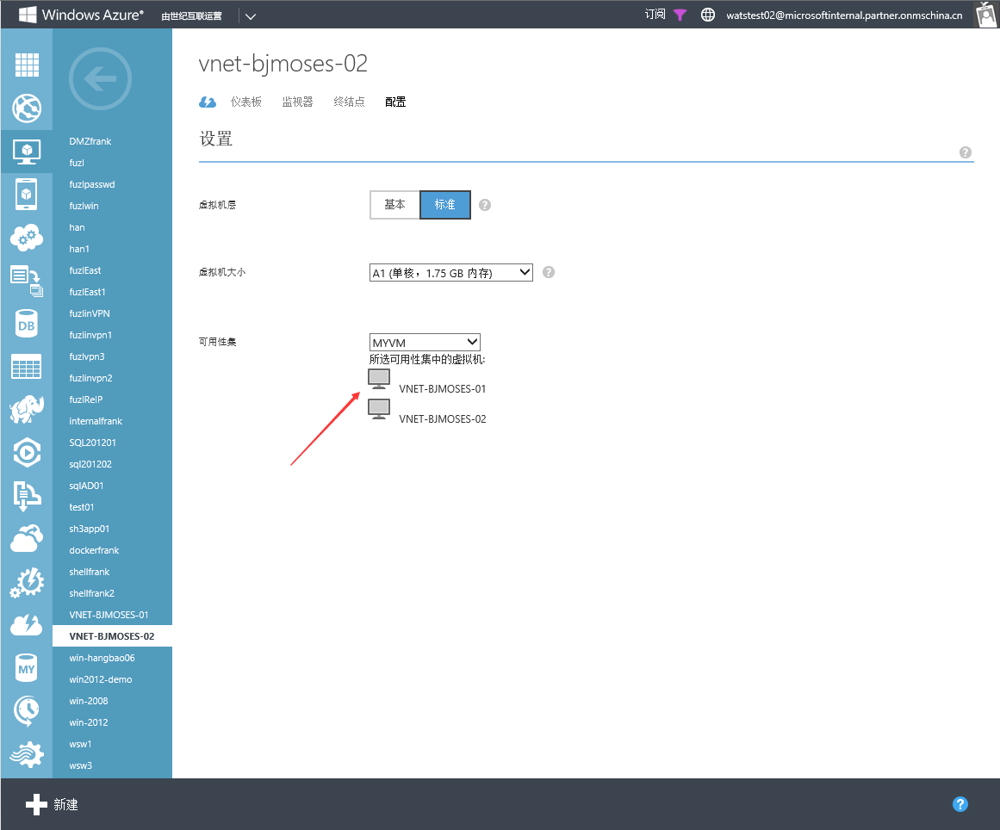 Windows Azure® 由世纪互联运营 订阅 watstest02@microsoftinternal.partner.onmschina.cn
DMZfrank
fuzl
fuzlpasswd
fuzlwin
han
han1
fuzlEast
fuzlEast1
fuzlinVPN
fuzlinvpn1
fuzlvpn3
fuzlinvpn2
fuzlReIP
internalfrank
SQL201201
sql201202
sqlAD01
test01
sh3app01
dockerfrank
shellfrank
shellfrank2
VNET-BJMOSES-01
VNET-BJMOSES-02
win-hangbao06
win2012-demo
win-2008
win-2012
wsw1
wsw3
DB
MY
vnet-bjmoses-02
仪表板 监视器 终结点 配置
设置
?
虚拟机层 基本 标准 ?
虚拟机大小 A1 (单核，1.75 GB 内存) ?
可用性集 MYVM
所选可用性集中的虚拟机:
VNET-BJMOSES-01
VNET-BJMOSES-02
新建 ?